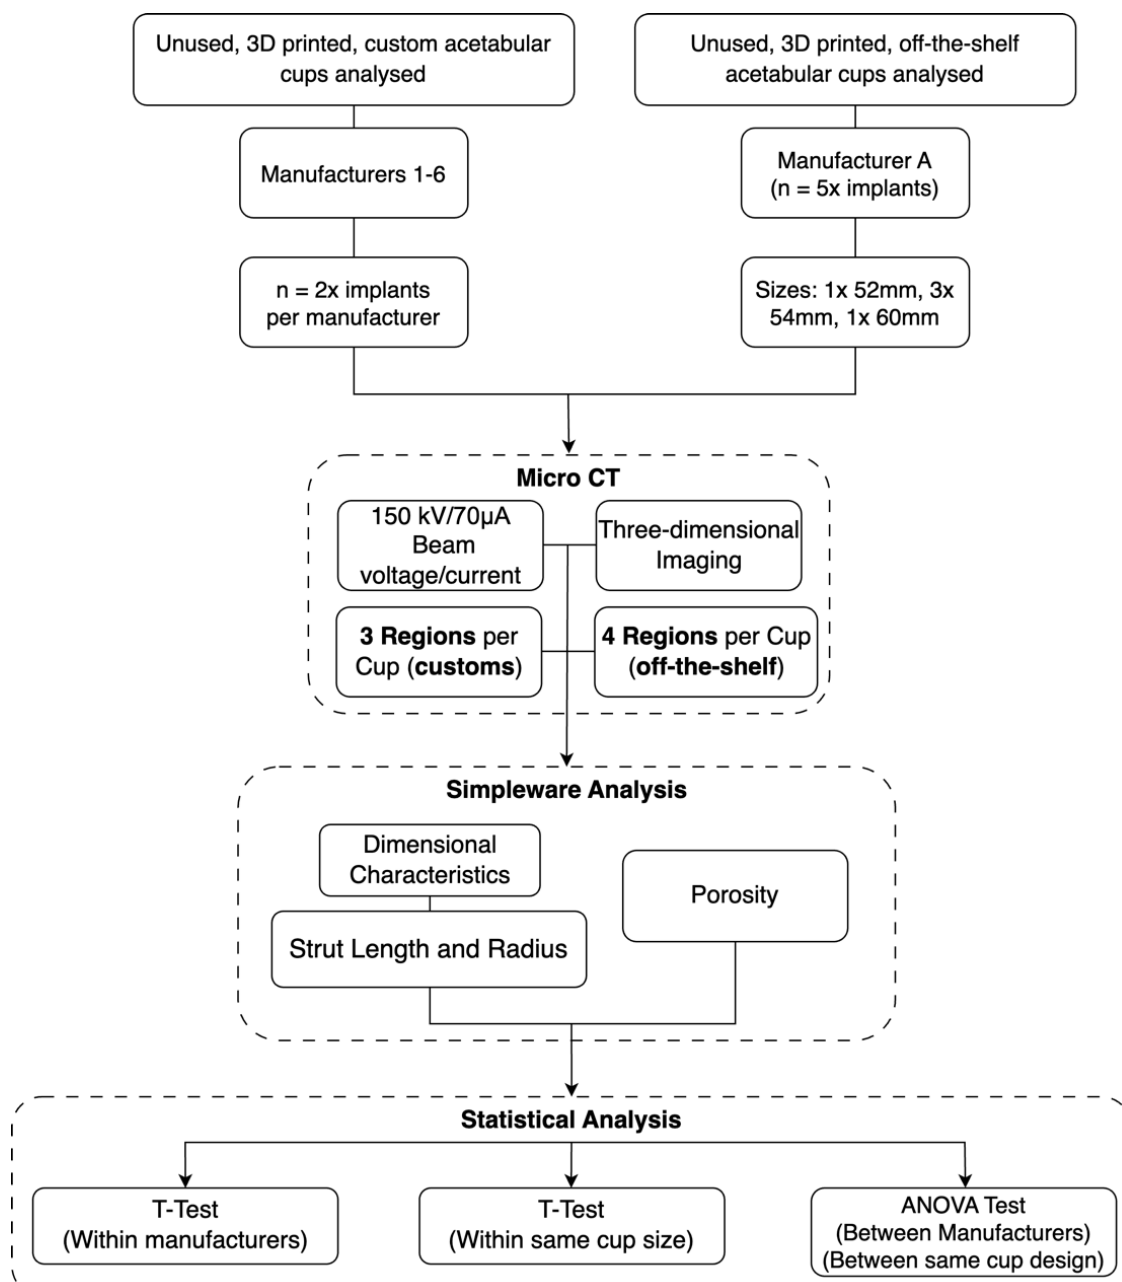 Unused, 3D printed, custom acetabular
cups analysed
Unused, 3D printed, off-the-shelf
acetabular cups analysed
Manufacturers 1-6
Manufacturer A
(n = 5x implants)
n = 2x implants
per manufacturer
Sizes: 1x 52mm, 3x
54mm, 1x 60mm
Micro CT
150 kV/70µA
Beam
voltage/current
Three-dimensional
Imaging
3 Regions per
Cup (customs)
4 Regions per Cup
(off-the-shelf)
Simpleware Analysis
Dimensional
Characteristics
Strut Length and Radius
Porosity
Statistical Analysis
T-Test
(Within manufacturers)
T-Test
(Within same cup size)
ANOVA Test
(Between Manufacturers)
(Between same cup design)